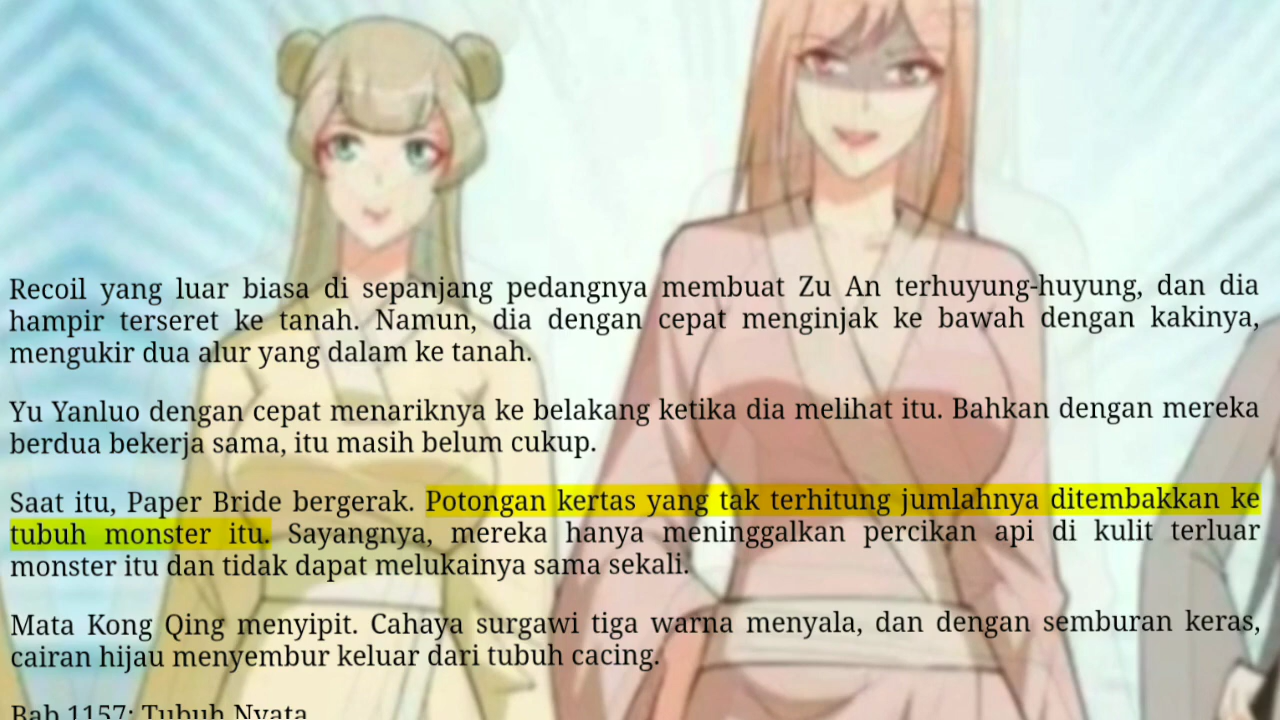 Recoil yang luar biasa di sepanjang pedangnya membuat Zu An terhuyung-huyung, dan dia
hampir terseret ke tanah. Namun, dia dengan cepat menginjak ke bawah dengan kakinya,
mengukir dua alur yang dalam ke tanah.
Yu Yanluo dengan cepat menariknya ke belakang ketika dia melihat itu. Bahkan dengan mereka
berdua bekerja sama, itu masih belum cukup.
Saat itu, Paper Bride bergerak. Potongan kertas yang tak terhitung jumlahnya ditembakkan ke
tubuh monster itu. Sayangnya, mereka hanya meninggalkan percikan api di kulit terluar
monster itu dan tidak dapat melukainya sama sekali.
Mata Kong Qing menyipit. Cahaya surgawi tiga warna menyala, dan dengan semburan keras,
cairan hijau menyembur keluar dari tubuh cacing.
Bab 1157: Tubuh Nyata